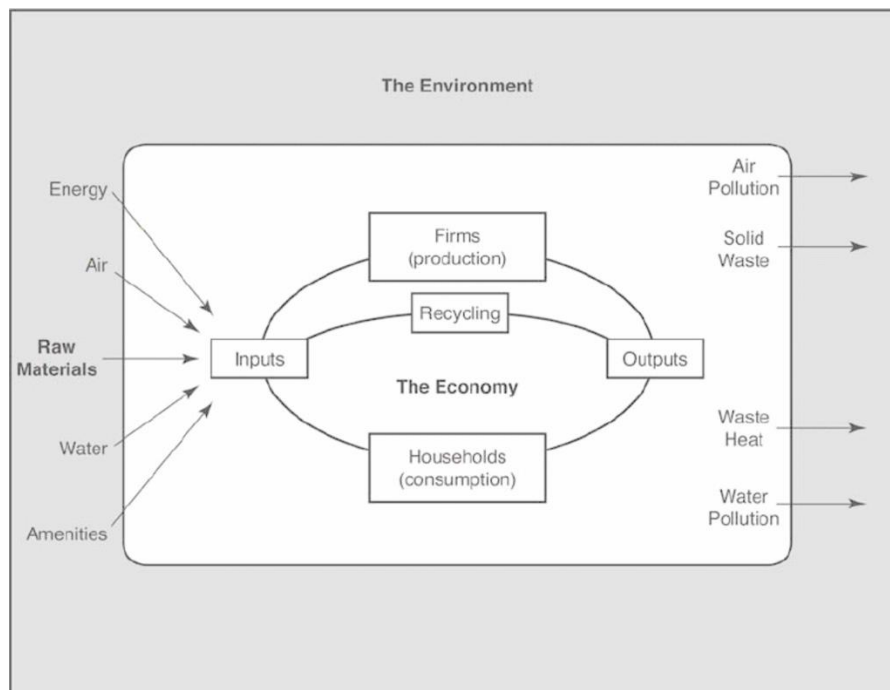 The Environment
Energy
Air
Raw
Materials
Water
Amenities
Firms
(production)
Recycling
Inputs
Outputs
The Economy
Households
(consumption)
Air
Pollution
Solid
Waste
Waste
Heat
Water
Pollution